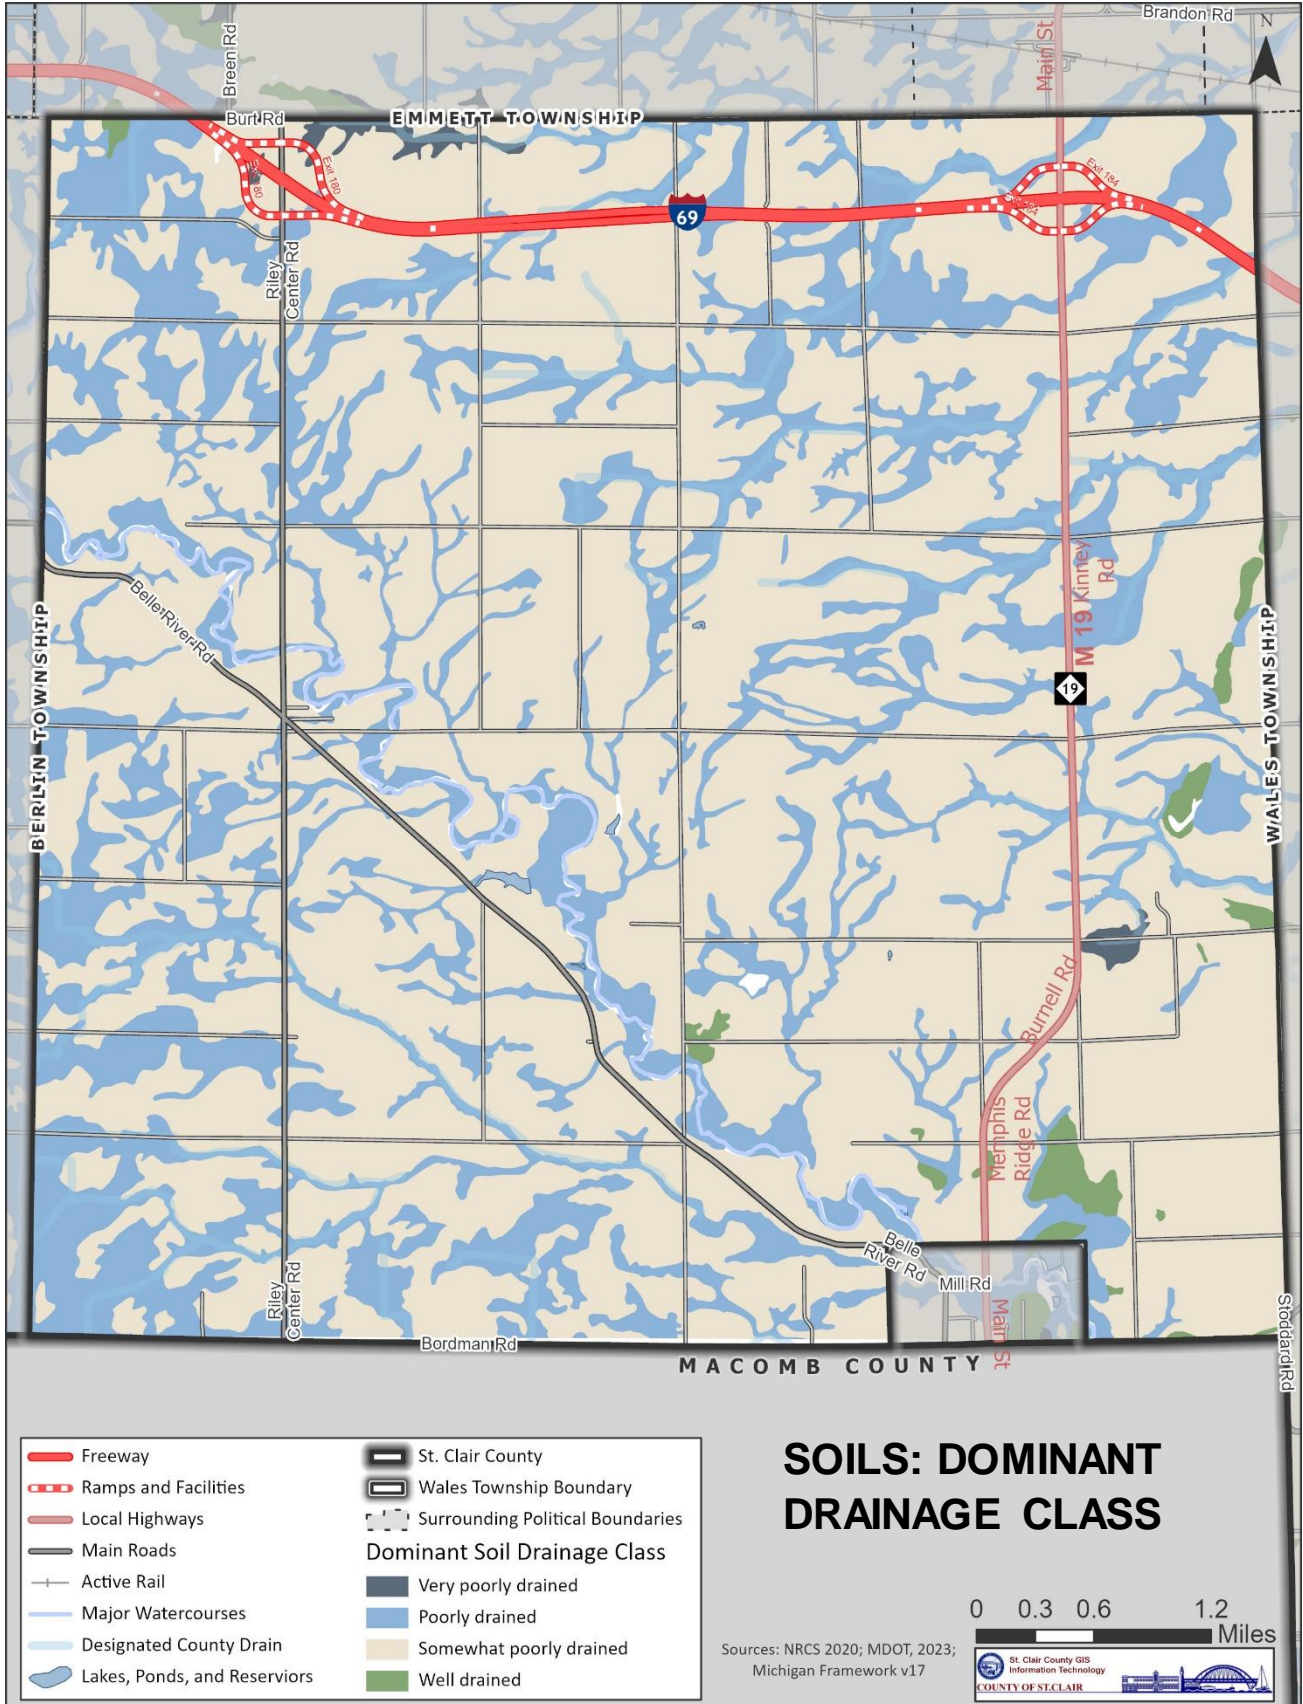 Brandon Rd
N
Main St
Breen Rd
Burt Rd
EMMETT TOWNSHIP
Exit 180
Exit 184
69
Riley
Center Rd
Belle River Rd
BERLIN TOWNSHIP
M 19 Kinney
Rd
19
WALES TOWNSHIP
Burnell Rd
Memphis
Ridge Rd
Belle
River Rd
Mill Rd
Riley
Center Rd
Main St
Stoddard Rd
Bordman Rd
MACOMB COUNTY
Freeway
Ramps and Facilities
Local Highways
Main Roads
Active Rail
Major Watercourses
Designated County Drain
Lakes, Ponds, and Reserviors
St. Clair County
Wales Township Boundary
Surrounding Political Boundaries
Dominant Soil Drainage Class
Very poorly drained
Poorly drained
Somewhat poorly drained
Well drained
SOILS: DOMINANT
DRAINAGE CLASS
0 0.3 0.6 1.2
Miles
Sources: NRCS 2020; MDOT, 2023;
Michigan Framework v17
St. Clair County GIS
Information Technology
COUNTY OF ST.CLAIR